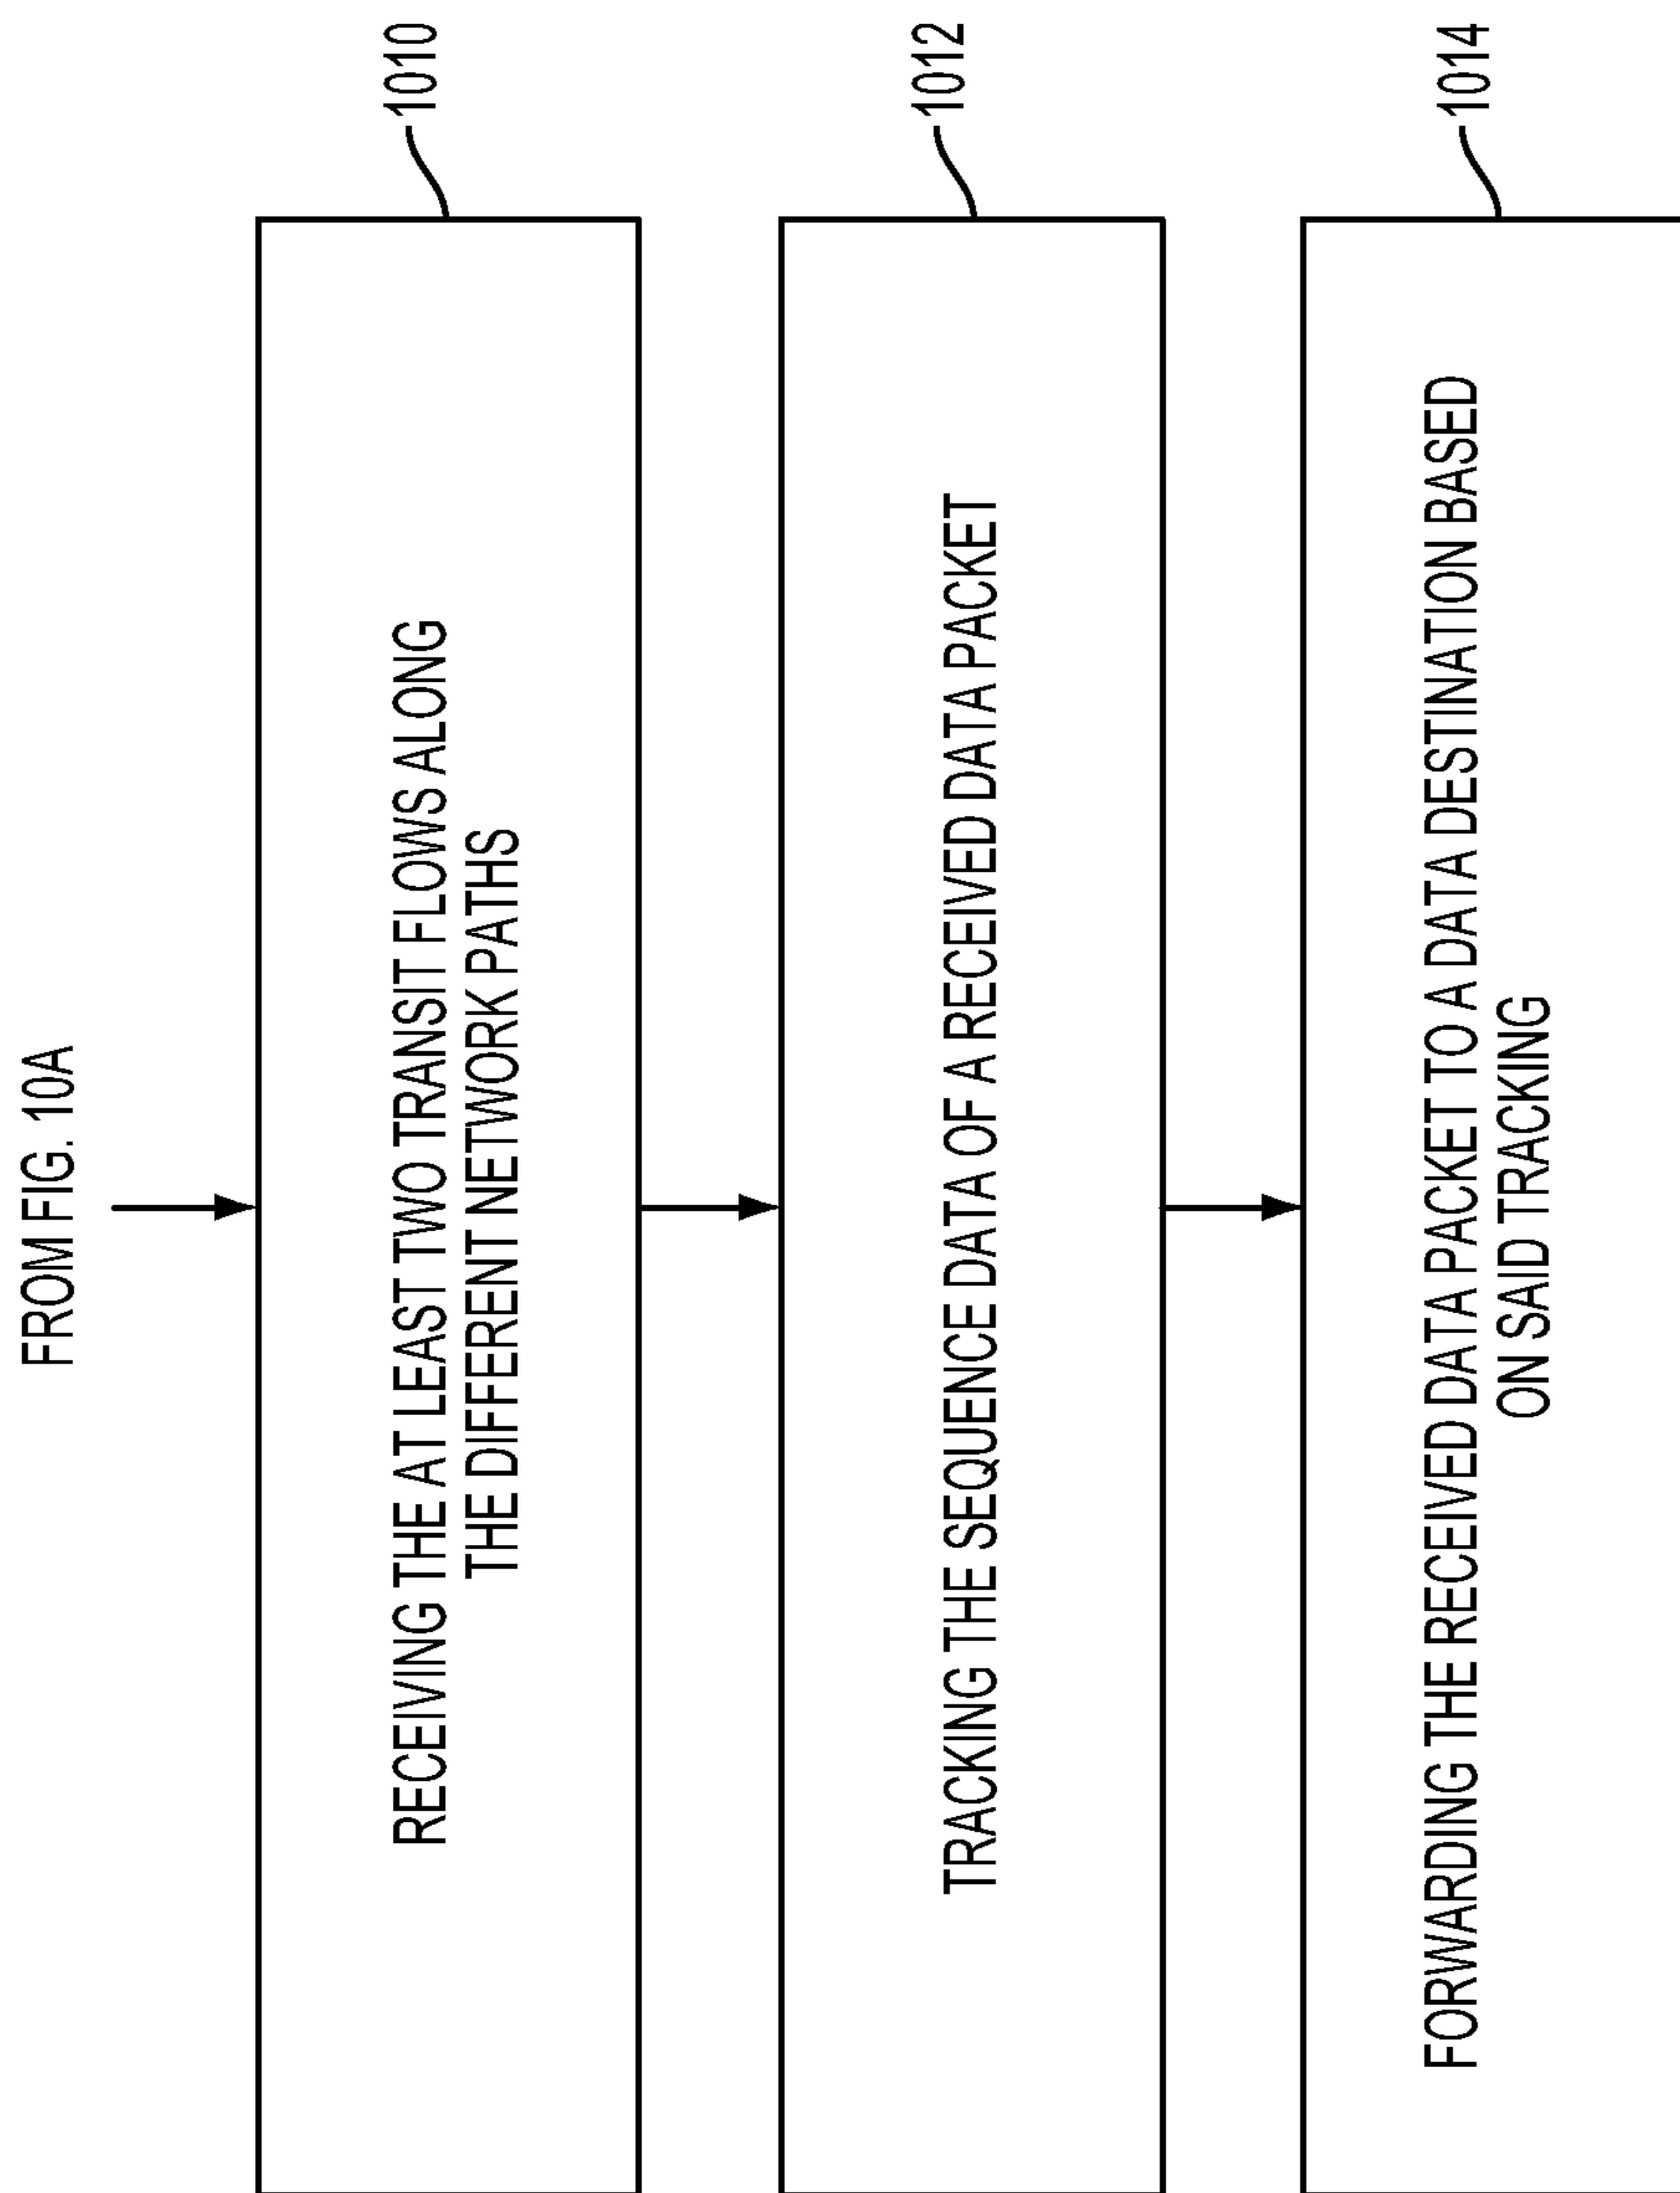 FROM FIG. 10A
1010
RECEIVING THE AT LEAST TWO TRANSIT FLOWS ALONG
THE DIFFERENT NETWORK PATHS
1012
TRACKING THE SEQUENCE DATA OF A RECEIVED DATA PACKET
1014
FORWARDING THE RECEIVED DATA PACKET TO A DATA DESTINATION BASED
ON SAID TRACKING